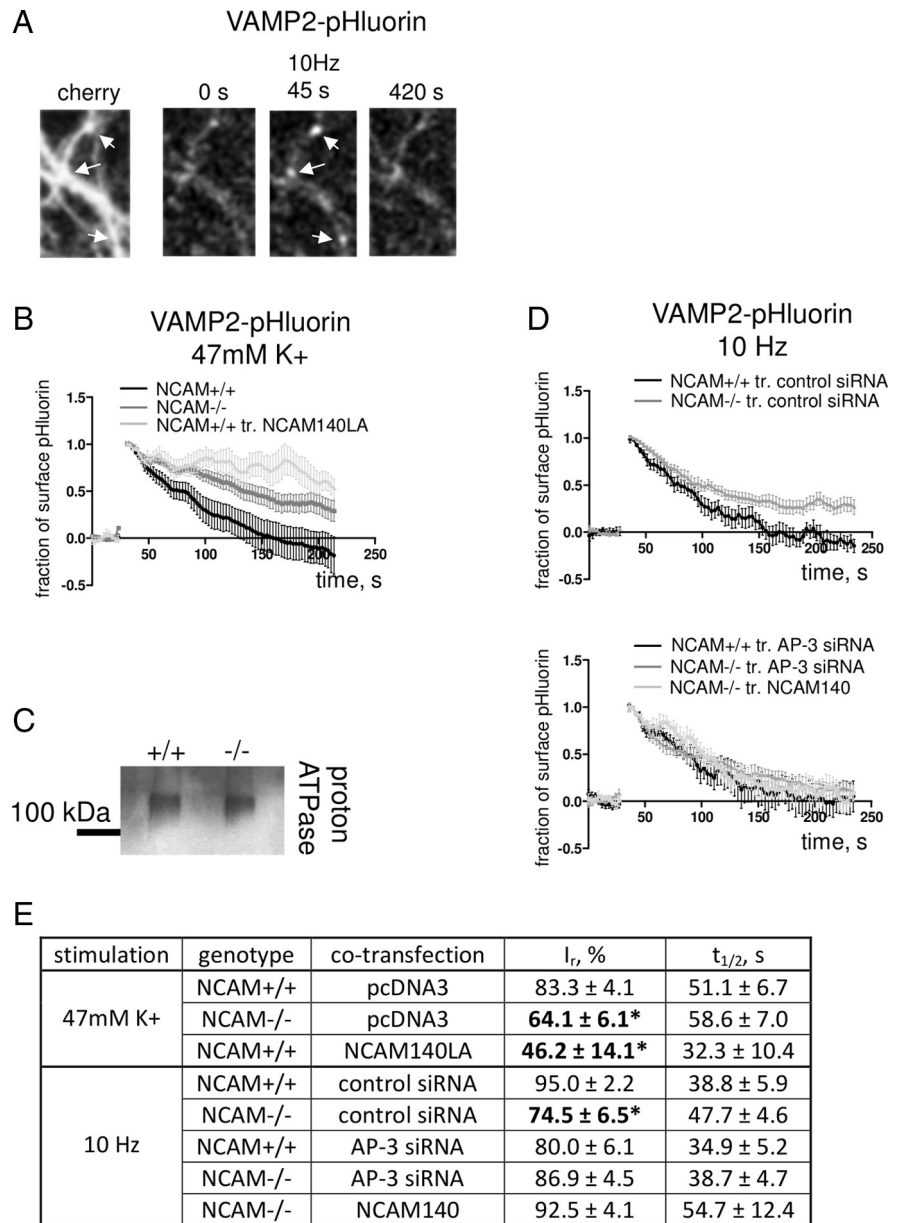 A
VAMP2-pHluorin
10Hz
cherry 0 s 45 s 420 s
B
VAMP2-pHluorin
47mM K+
NCAM+/+
NCAM-/-
NCAM+/+ tr. NCAM140LA
fraction of surface pHluorin
1.5
1.0
0.5
0.0
-0.5
50 100 150 200 250
time, s
C
+/+ -/-
100 kDa
proton
ATPase
D
VAMP2-pHluorin
10 Hz
NCAM+/+ tr. control siRNA
NCAM-/- tr. control siRNA
fraction of surface pHluorin
1.5
1.0
0.5
0.0
-0.5
50 100 150 200 250
time, s
NCAM+/+ tr. AP-3 siRNA
NCAM-/- tr. AP-3 siRNA
NCAM-/- tr. NCAM140
fraction of surface pHluorin
1.5
1.0
0.5
0.0
-0.5
50 100 150 200 250
time, s
E
stimulation genotype co-transfection Ir, % t1/2, s
47mM K+
NCAM+/+ pcDNA3 83.3 ± 4.1 51.1 ± 6.7
NCAM-/- pcDNA3 64.1 ± 6.1* 58.6 ± 7.0
NCAM+/+ NCAM140LA 46.2 ± 14.1* 32.3 ± 10.4
10 Hz
NCAM+/+ control siRNA 95.0 ± 2.2 38.8 ± 5.9
NCAM-/- control siRNA 74.5 ± 6.5* 47.7 ± 4.6
NCAM+/+ AP-3 siRNA 80.0 ± 6.1 34.9 ± 5.2
NCAM-/- AP-3 siRNA 86.9 ± 4.5 38.7 ± 4.7
NCAM-/- NCAM140 92.5 ± 4.1 54.7 ± 12.4